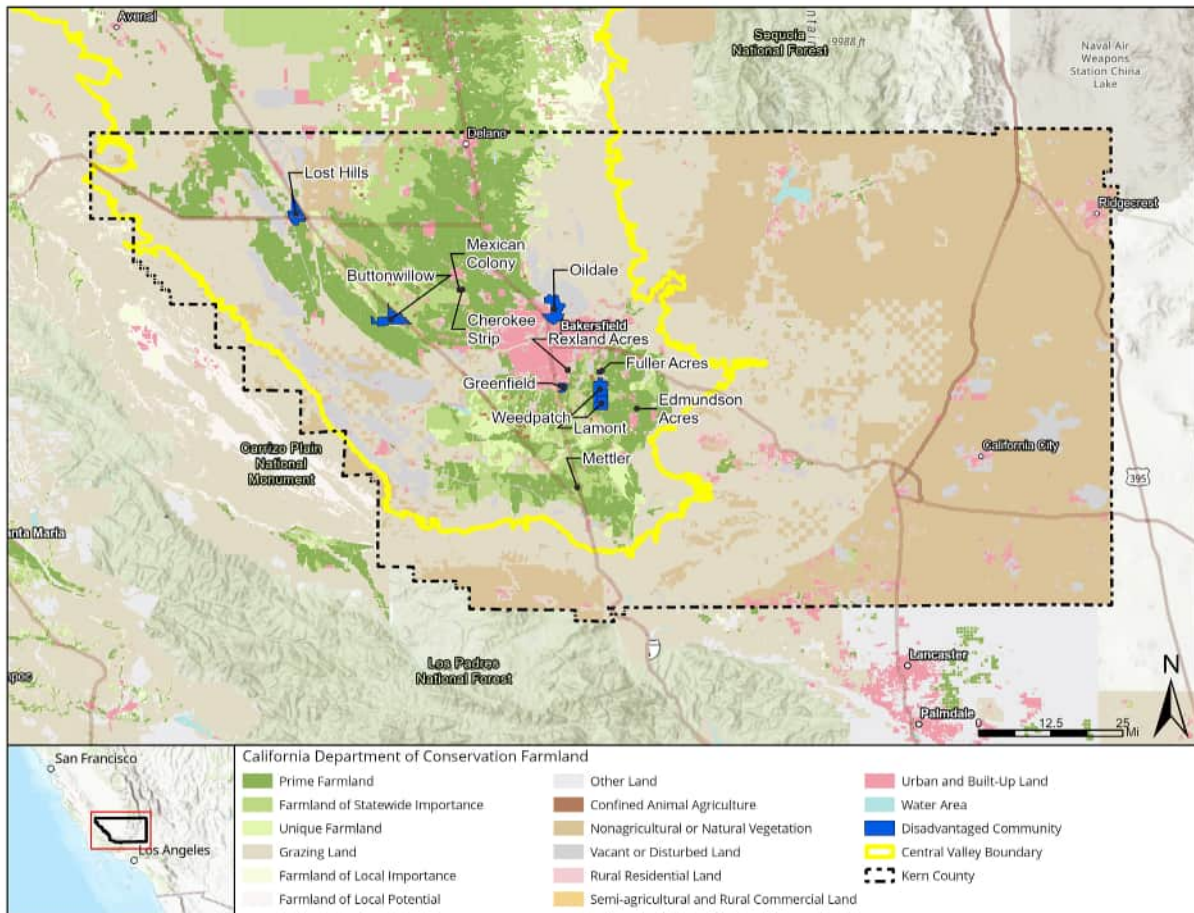 Avenal
Sequoia
National Forest
9988 ft
Naval Air
Weapons
Station China
Lake
Delano
Lost Hills
Ridgecrest
Mexican
Colony
Buttonwillow
Oildale
Cherokee
Strip
Bakersfield
Rexland Acres
Fuller Acres
Greenfield
Edmundson
Acres
Weedpatch
Lamont
Carrizo Plain
National
Monument
Mettler
California City
395
anta Maria
Los Padres
National Forest
Lancaster
Palmdale
N
0 12.5 25
Mi
poc
San Francisco
Los Angeles
California Department of Conservation Farmland
Prime Farmland
Farmland of Statewide Importance
Unique Farmland
Grazing Land
Farmland of Local Importance
Farmland of Local Potential
Other Land
Confined Animal Agriculture
Nonagricultural or Natural Vegetation
Vacant or Disturbed Land
Rural Residential Land
Semi-agricultural and Rural Commercial Land
Urban and Built-Up Land
Water Area
Disadvantaged Community
Central Valley Boundary
Kern County